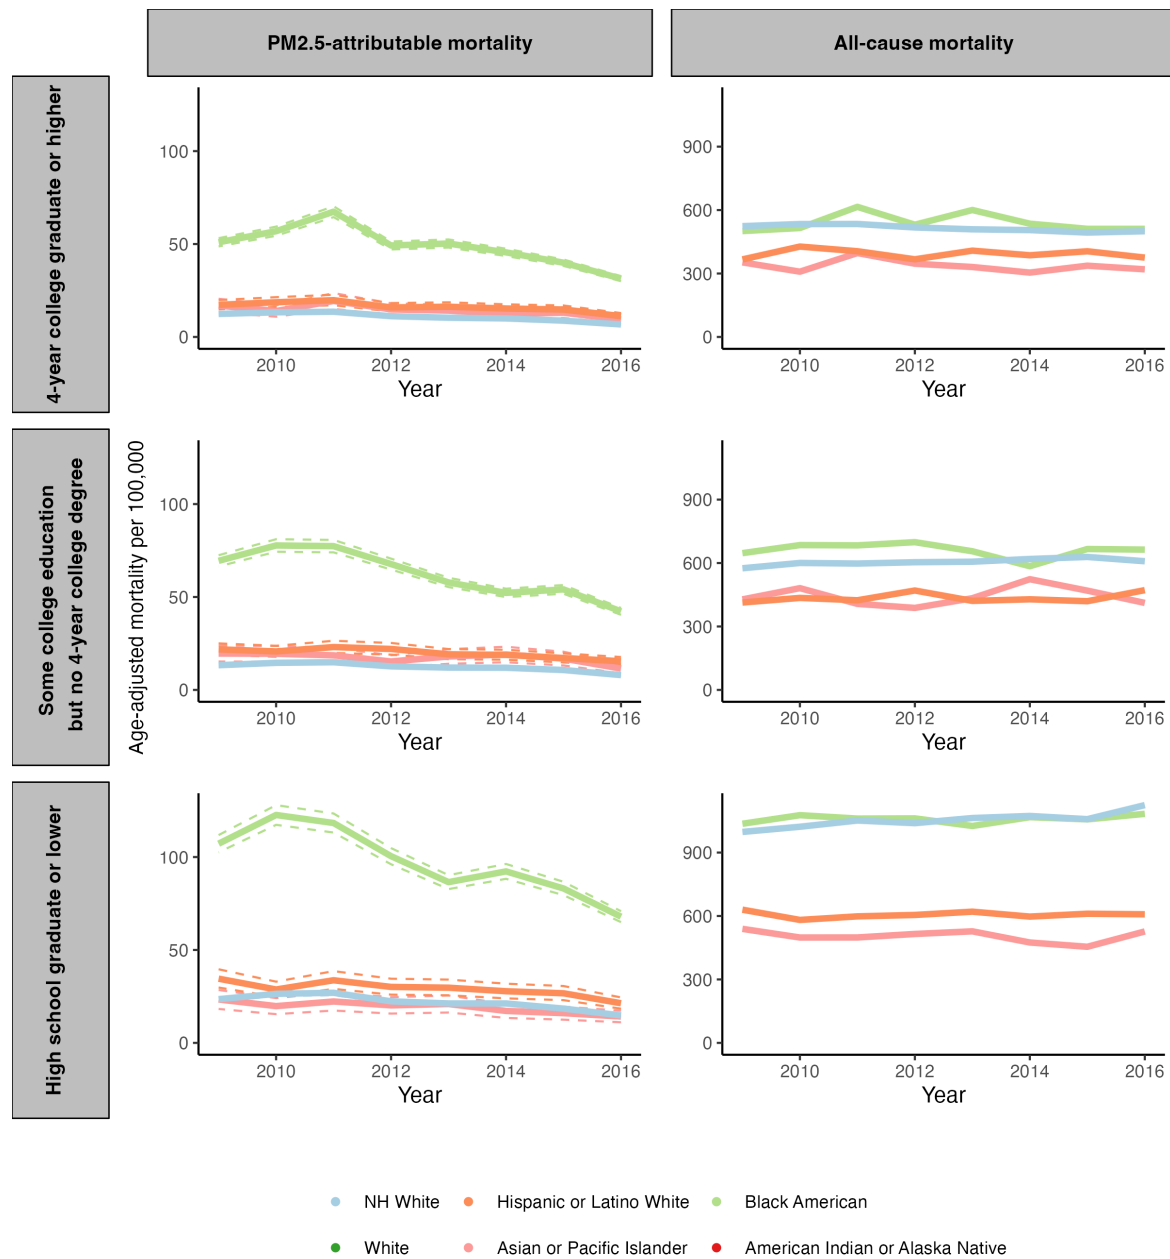 PM2.5-attributable mortality
All-cause mortality
4-year college graduate or higher
100
50
0
2010 2012 2014 2016
Year
900
600
300
0
2010 2012 2014 2016
Year
Some college education
but no 4-year college degree
Age-adjusted mortality per 100,000
100
50
0
2010 2012 2014 2016
Year
900
600
300
0
2010 2012 2014 2016
Year
High school graduate or lower
100
50
0
2010 2012 2014 2016
Year
900
600
300
0
2010 2012 2014 2016
Year
NH White Hispanic or Latino White Black American
White Asian or Pacific Islander American Indian or Alaska Native